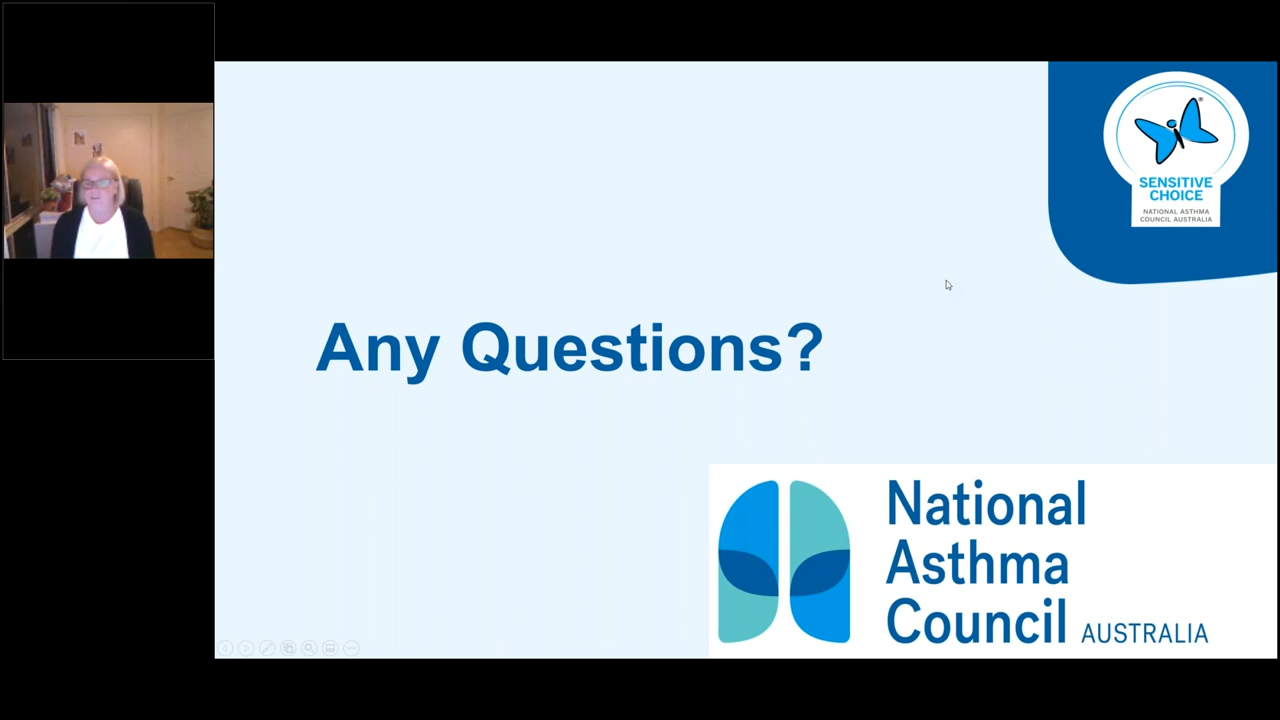 SENSITIVE
CHOICE
NATIONAL ASTHMA
COUNCIL AUSTRALIA
Any Questions?
National
Asthma
Council AUSTRALIA